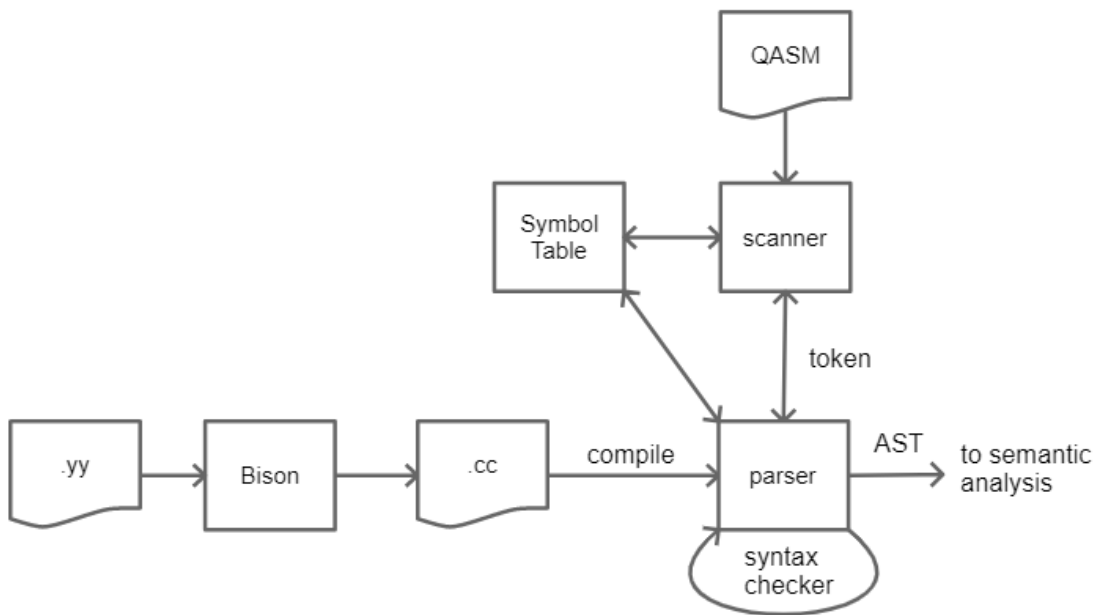 QASM
Symbol
Table
scanner
token
.yy
Bison
.cc
compile
parser
AST
to semantic
analysis
syntax
checker